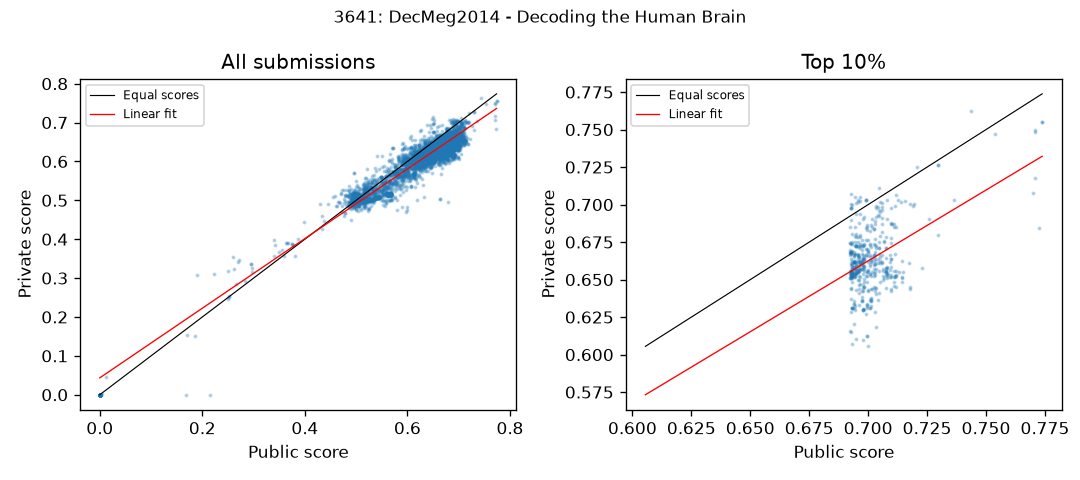 3641: DecMeg2014 - Decoding the Human Brain
All submissions
Equal scores
Linear fit
0.8
0.7
0.6
0.5
0.4
0.3
0.2
0.1
0.0
Private score
0.0 0.2 0.4 0.6 0.8
Public score
Top 10%
Equal scores
Linear fit
0.775
0.750
0.725
0.700
0.675
0.650
0.625
0.600
0.575
Private score
0.600 0.625 0.650 0.675 0.700 0.725 0.750 0.775
Public score